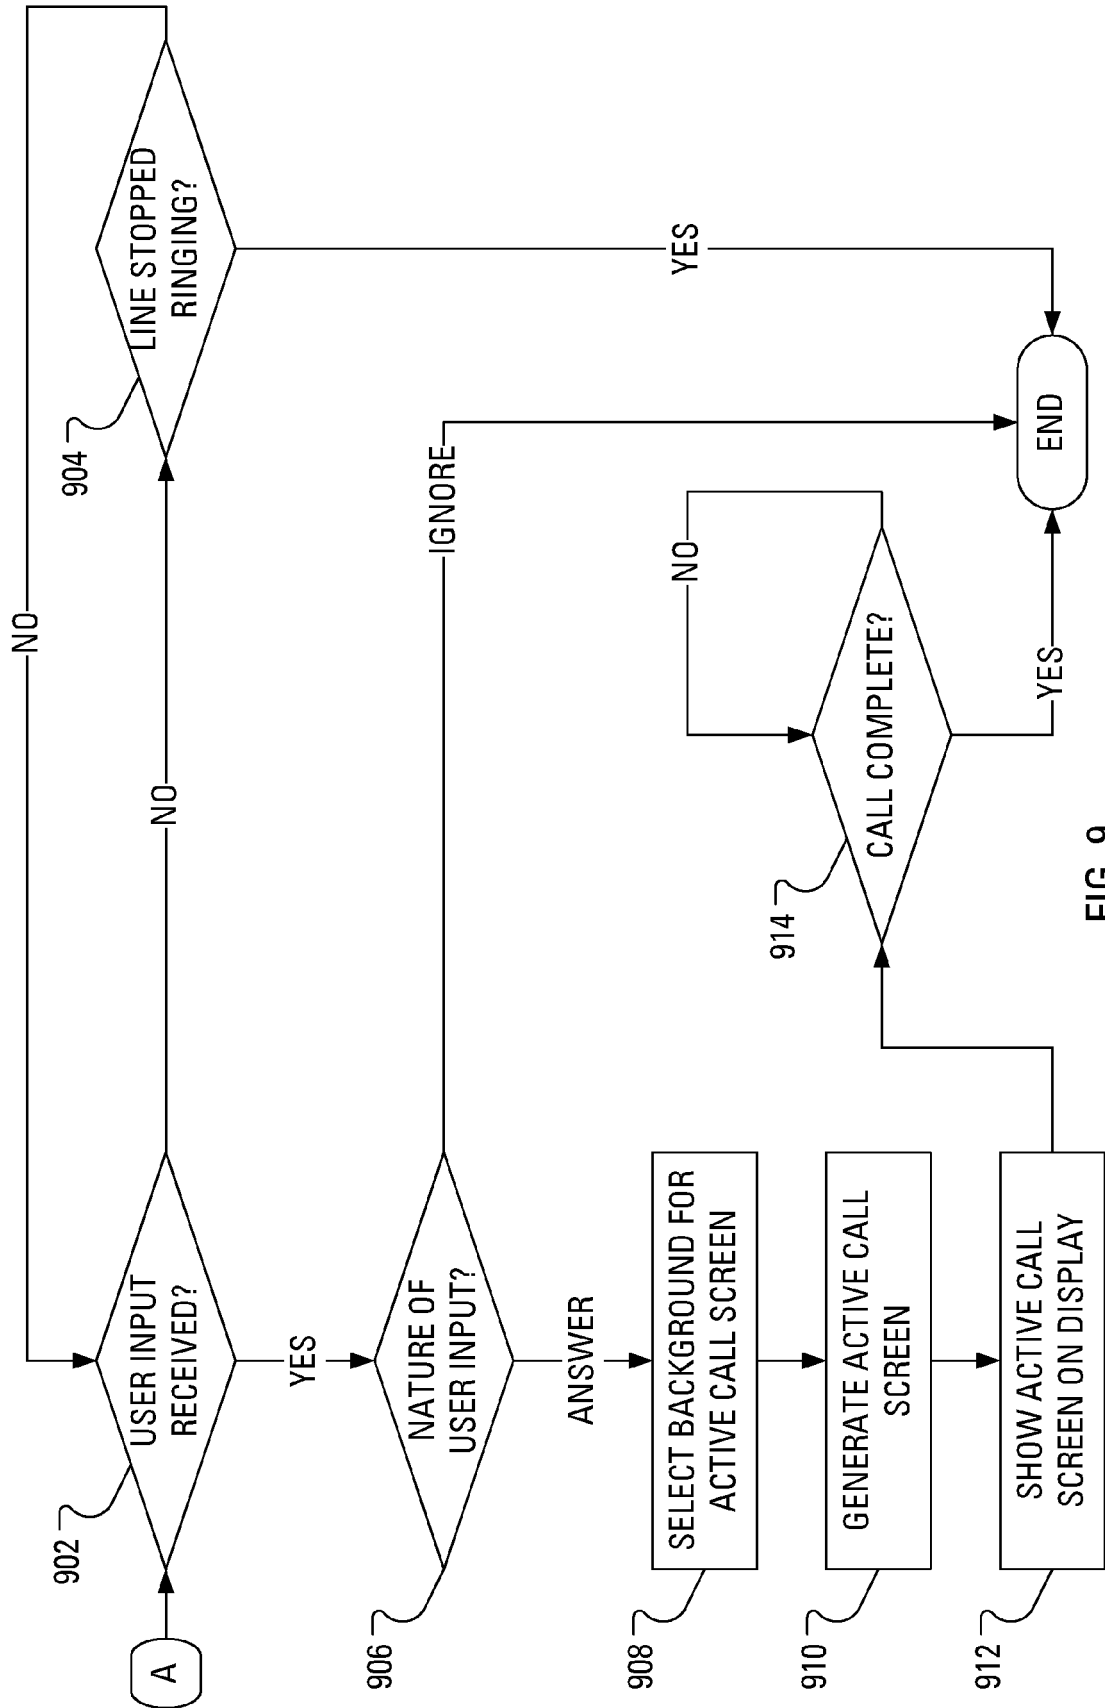 A
902
USER INPUT
RECEIVED?
NO
904
LINE STOPPED
RINGING?
NO
YES
YES
906
NATURE OF
USER INPUT?
IGNORE
ANSWER
908
SELECT BACKGROUND FOR
ACTIVE CALL SCREEN
910
GENERATE ACTIVE CALL
SCREEN
912
SHOW ACTIVE CALL
SCREEN ON DISPLAY
914
CALL COMPLETE?
NO
YES
END
FIG. 9